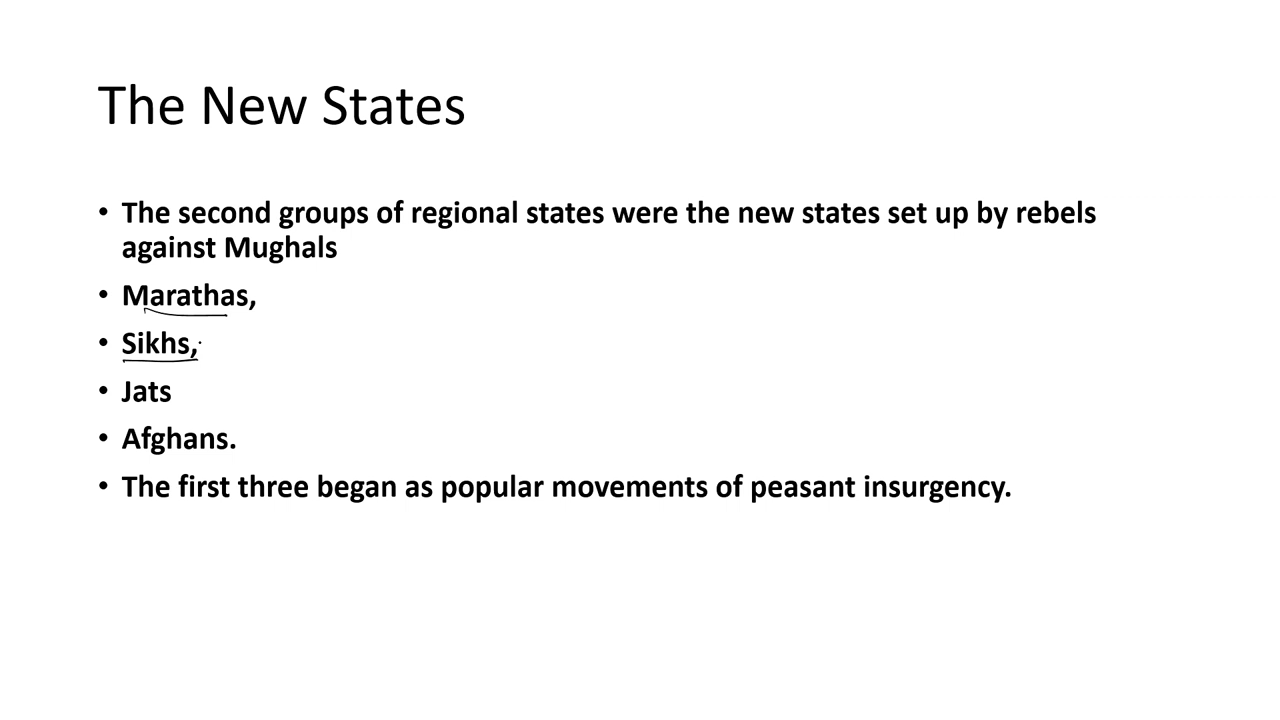 The New States
• The second groups of regional states were the new states set up by rebels
against Mughals
• Marathas,
• Sikhs,
• Jats
• Afghans.
• The first three began as popular movements of peasant insurgency.